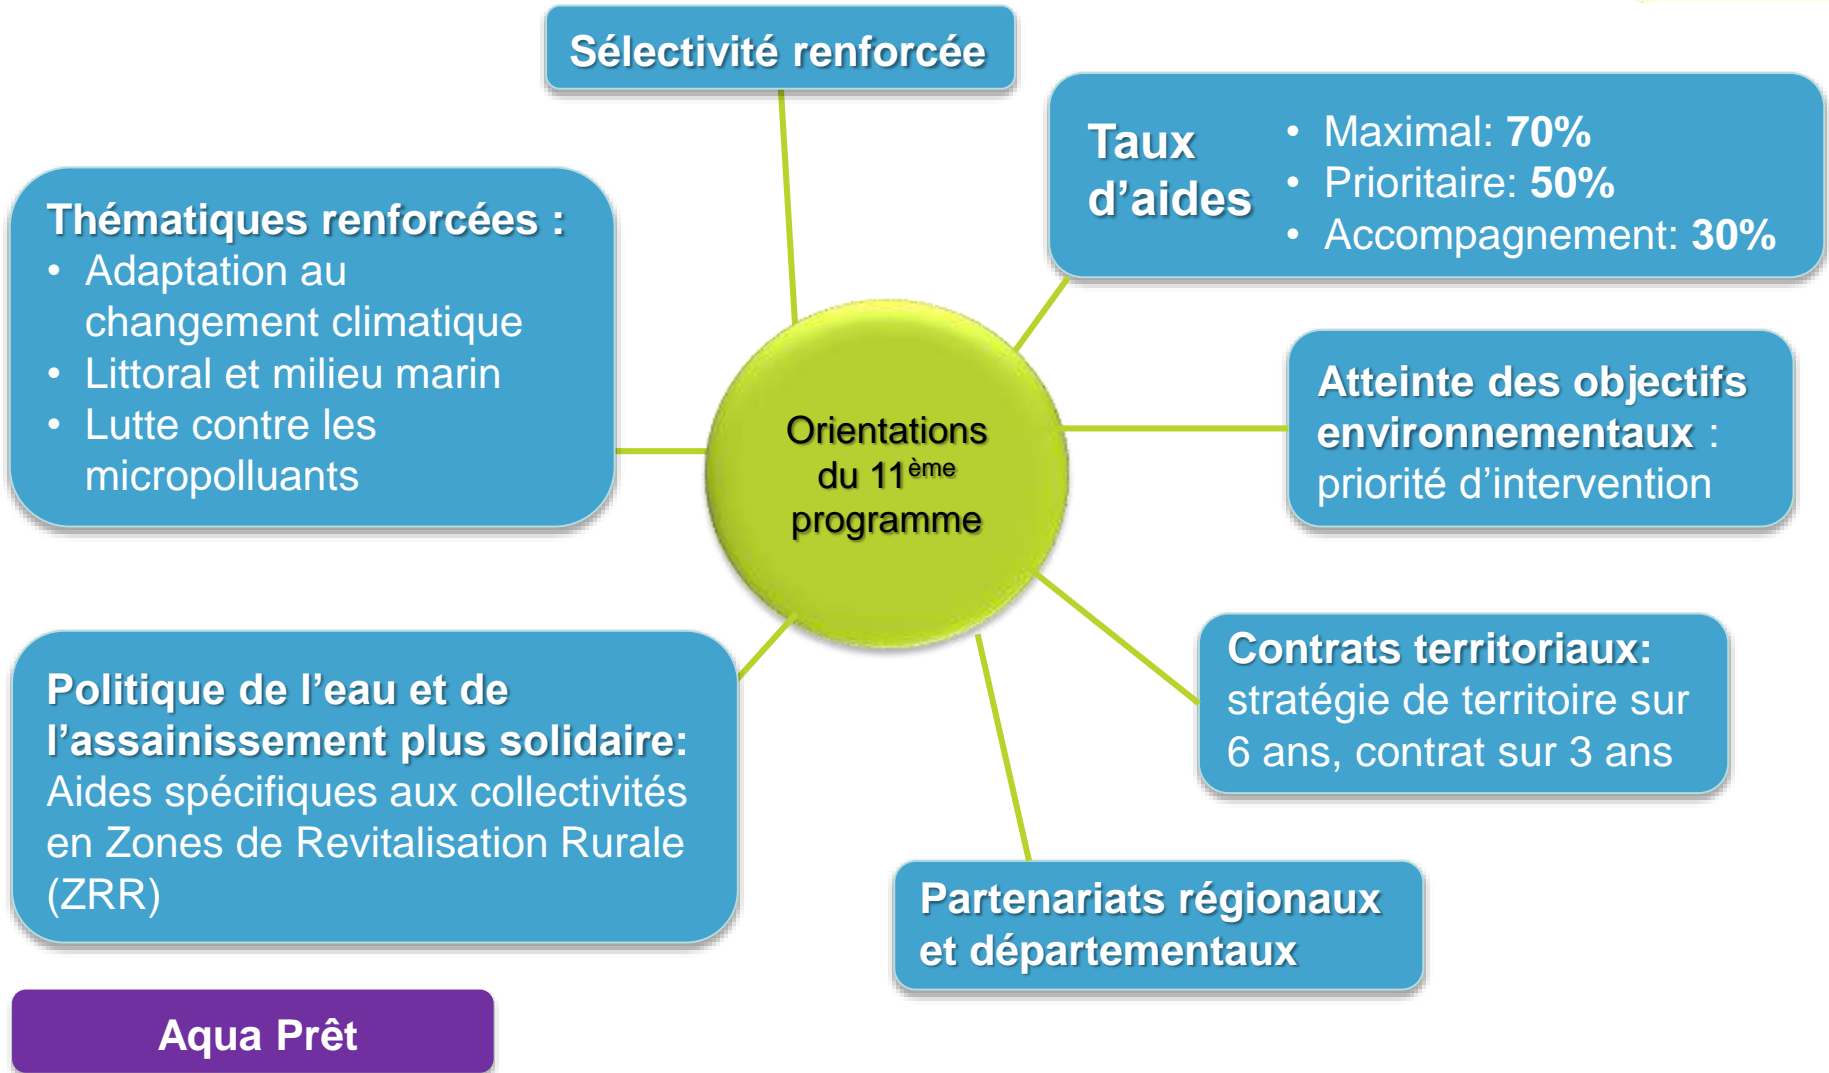 Sélectivité renforcée
Taux
d’aides
• Maximal: 70%
• Prioritaire: 50%
• Accompagnement: 30%
Thématiques renforcées :
• Adaptation au
changement climatique
• Littoral et milieu marin
• Lutte contre les
micropolluants
Orientations
du 11ème
programme
Atteinte des objectifs
environnementaux :
priorité d’intervention
Contrats territoriaux:
stratégie de territoire sur
6 ans, contrat sur 3 ans
Politique de l’eau et de
l’assainissement plus solidaire:
Aides spécifiques aux collectivités
en Zones de Revitalisation Rurale
(ZRR)
Partenariats régionaux
et départementaux
Aqua Prêt